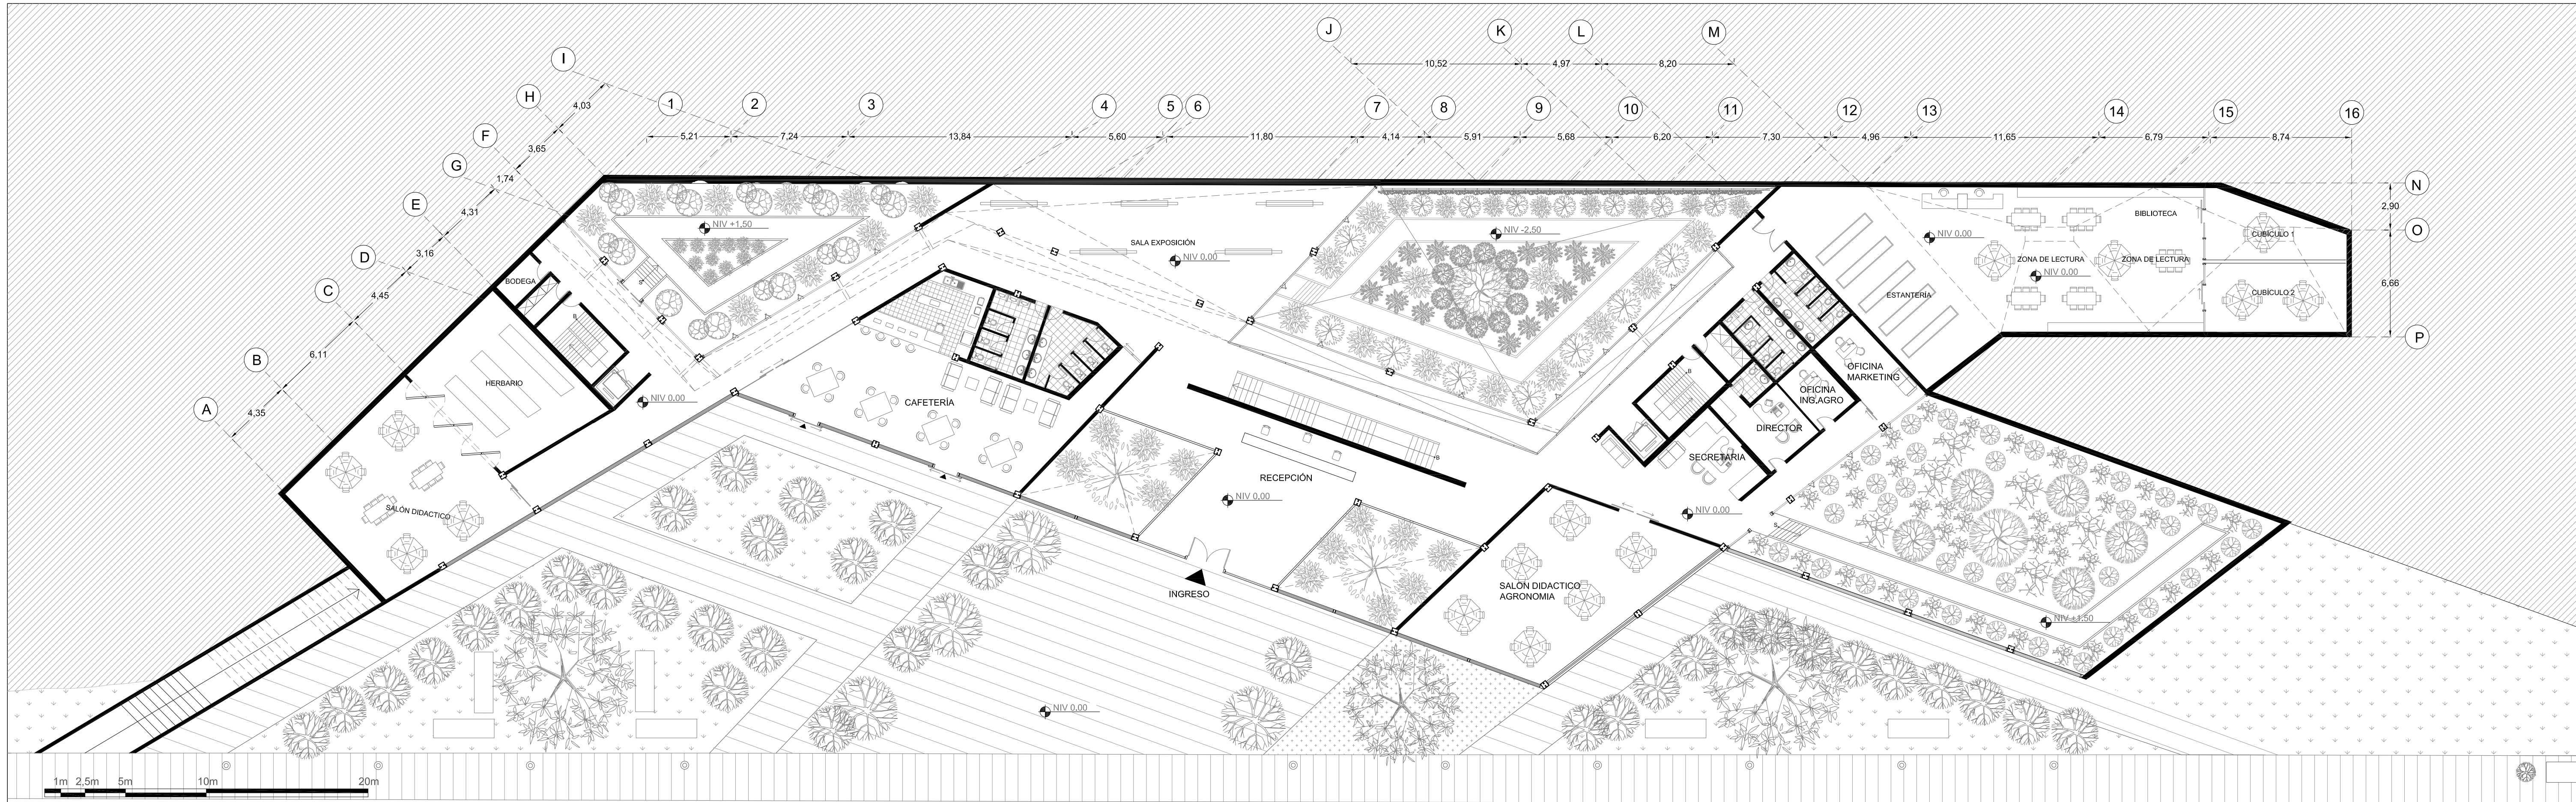 J
K
L
M
10,52
4,97
8,20
I
H
F
G
E
D
C
B
A
4,03
3,65
1,74
4,31
3,16
4,45
6,11
4,35
1
2
3
4
5
6
7
8
9
10
11
12
13
14
15
16
5,21
7,24
13,84
5,60
11,80
4,14
5,91
5,68
6,20
7,30
4,96
11,65
6,79
8,74
N
2,90
O
6,66
P
NIV +1,50
SALA EXPOSICIÓN
NIV 0,00
NIV -2,50
NIV 0,00
BIBLIOTECA
CUBÍCULO 1
ZONA DE LECTURA
ZONA DE LECTURA
NIV 0,00
CUBÍCULO 2
ESTANTERÍA
BODEGA
S
B
HERBARIO
NIV 0,00
CAFETERÍA
SALÓN DIDACTICO
B
RECEPCIÓN
NIV 0,00
B
OFICINA
MARKETING
OFICINA
ING,AGRO
DIRECTOR
SECRETARIA
NIV 0,00
S
SALÓN DIDACTICO
AGRONOMIA
INGRESO
NIV +1,50
NIV 0,00
1m 2,5m 5m 10m 20m